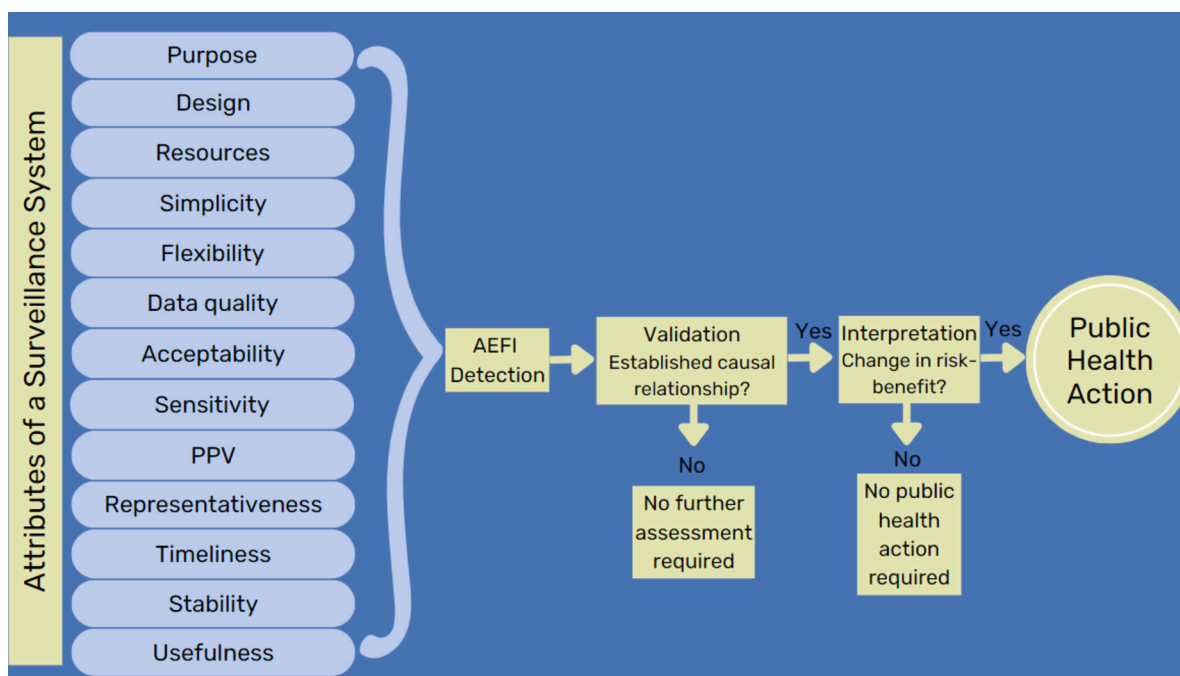 Attributes of a Surveillance System
Purpose
Design
Resources
Simplicity
Flexibility
Data quality
Acceptability
Sensitivity
PPV
Representativeness
Timeliness
Stability
Usefulness
AEFI
Detection
Validation
Established causal
relationship?
Yes
No
No further
assessment
required
Interpretation
Change in risk-
benefit?
Yes
No
No public
health
action
required
Public
Health
Action